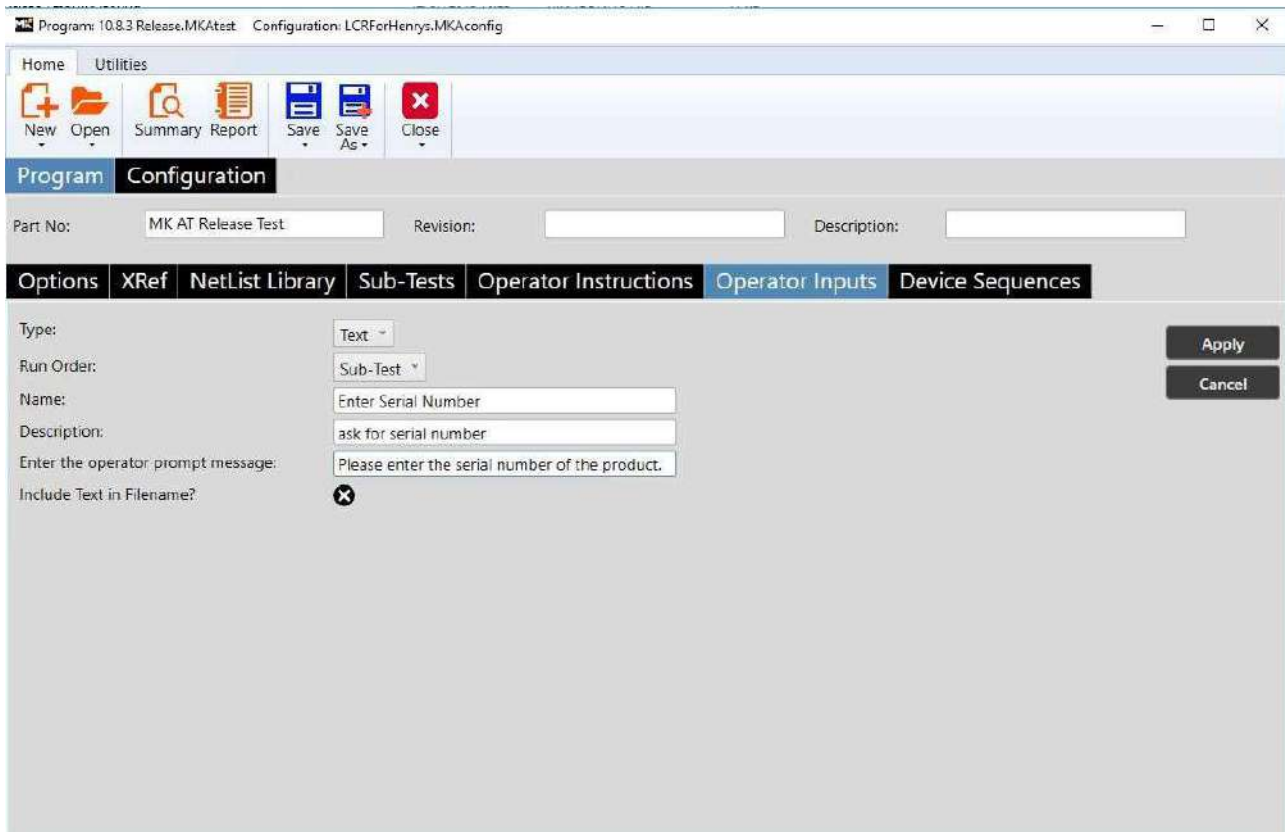 MK Program: 10.8.3 Release.MKAtest Configuration: LCRForHenrys.MKAconfig
Home Utilities
New Open Summary Report Save Save As Close
Program Configuration
Part No: MK AT Release Test Revision: Description:
Options XRef NetList Library Sub-Tests Operator Instructions Operator Inputs Device Sequences
Type: Text
Apply
Run Order: Sub-Test
Cancel
Name: Enter Serial Number
Description: ask for serial number
Enter the operator prompt message: Please enter the serial number of the product.
Include Text in Filename?